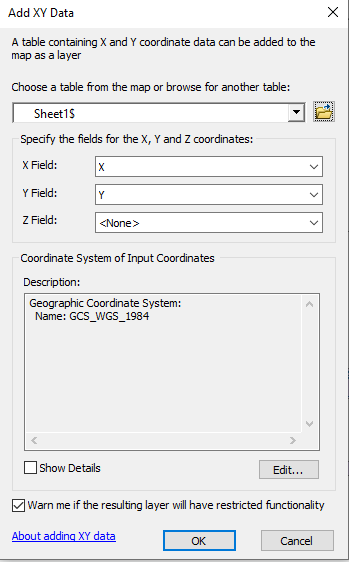 Add XY Data
A table containing X and Y coordinate data can be added to the
map as a layer
Choose a table from the map or browse for another table:
Sheet1$
Specify the fields for the X, Y and Z coordinates:
X Field:
X
Y Field:
Y
Z Field:
<None>
Coordinate System of Input Coordinates
Description:
Geographic Coordinate System:
Name: GCS_WGS_1984
Show Details
Edit...
Warn me if the resulting layer will have restricted functionality
About adding XY data
OK
Cancel